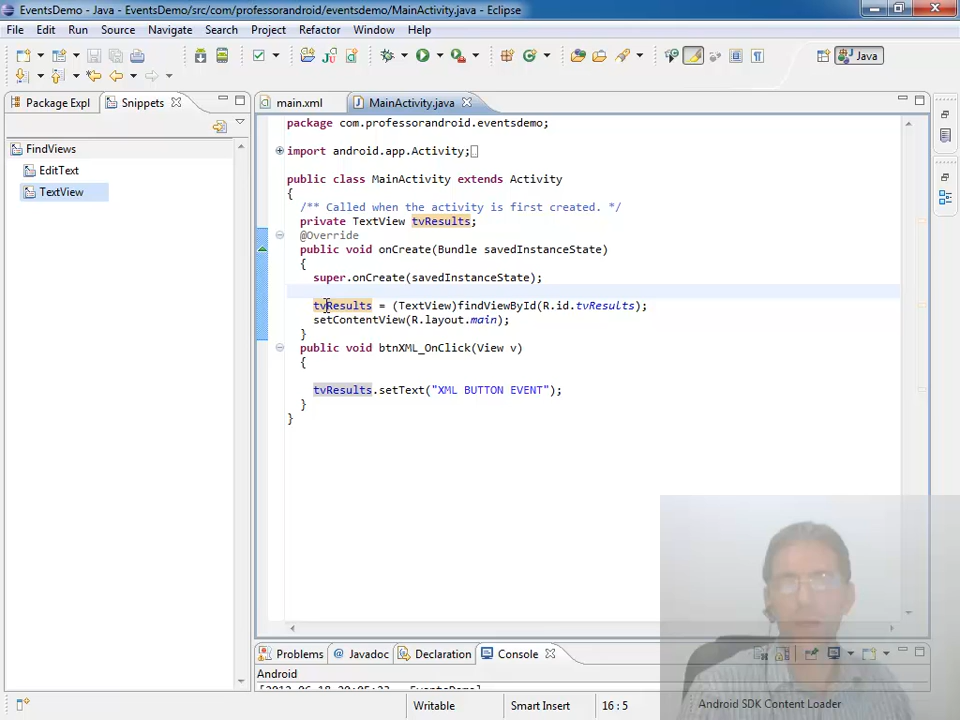 EventsDemo - Java - EventsDemo/src/com/professorandroid/eventsdemo/MainActivity.java - Eclipse
File Edit Run Source Navigate Search Project Refactor Window Help
Java
Package Expl Snippets main.xml MainActivity.java
FindViews
EditText
TextView
package com.professorandroid.eventsdemo;
import android.app.Activity;
public class MainActivity extends Activity
{
/** Called when the activity is first created. */
private TextView tvResults;
@Override
public void onCreate(Bundle savedInstanceState)
{
super.onCreate(savedInstanceState);
tvResults = (TextView)findViewById(R.id.tvResults);
setContentView(R.layout.main);
}
public void btnXML_OnClick(View v)
{
tvResults.setText("XML BUTTON EVENT");
}
}
Problems Javadoc Declaration Console
Android
Writable Smart Insert 16 : 5 Android SDK Content Loader